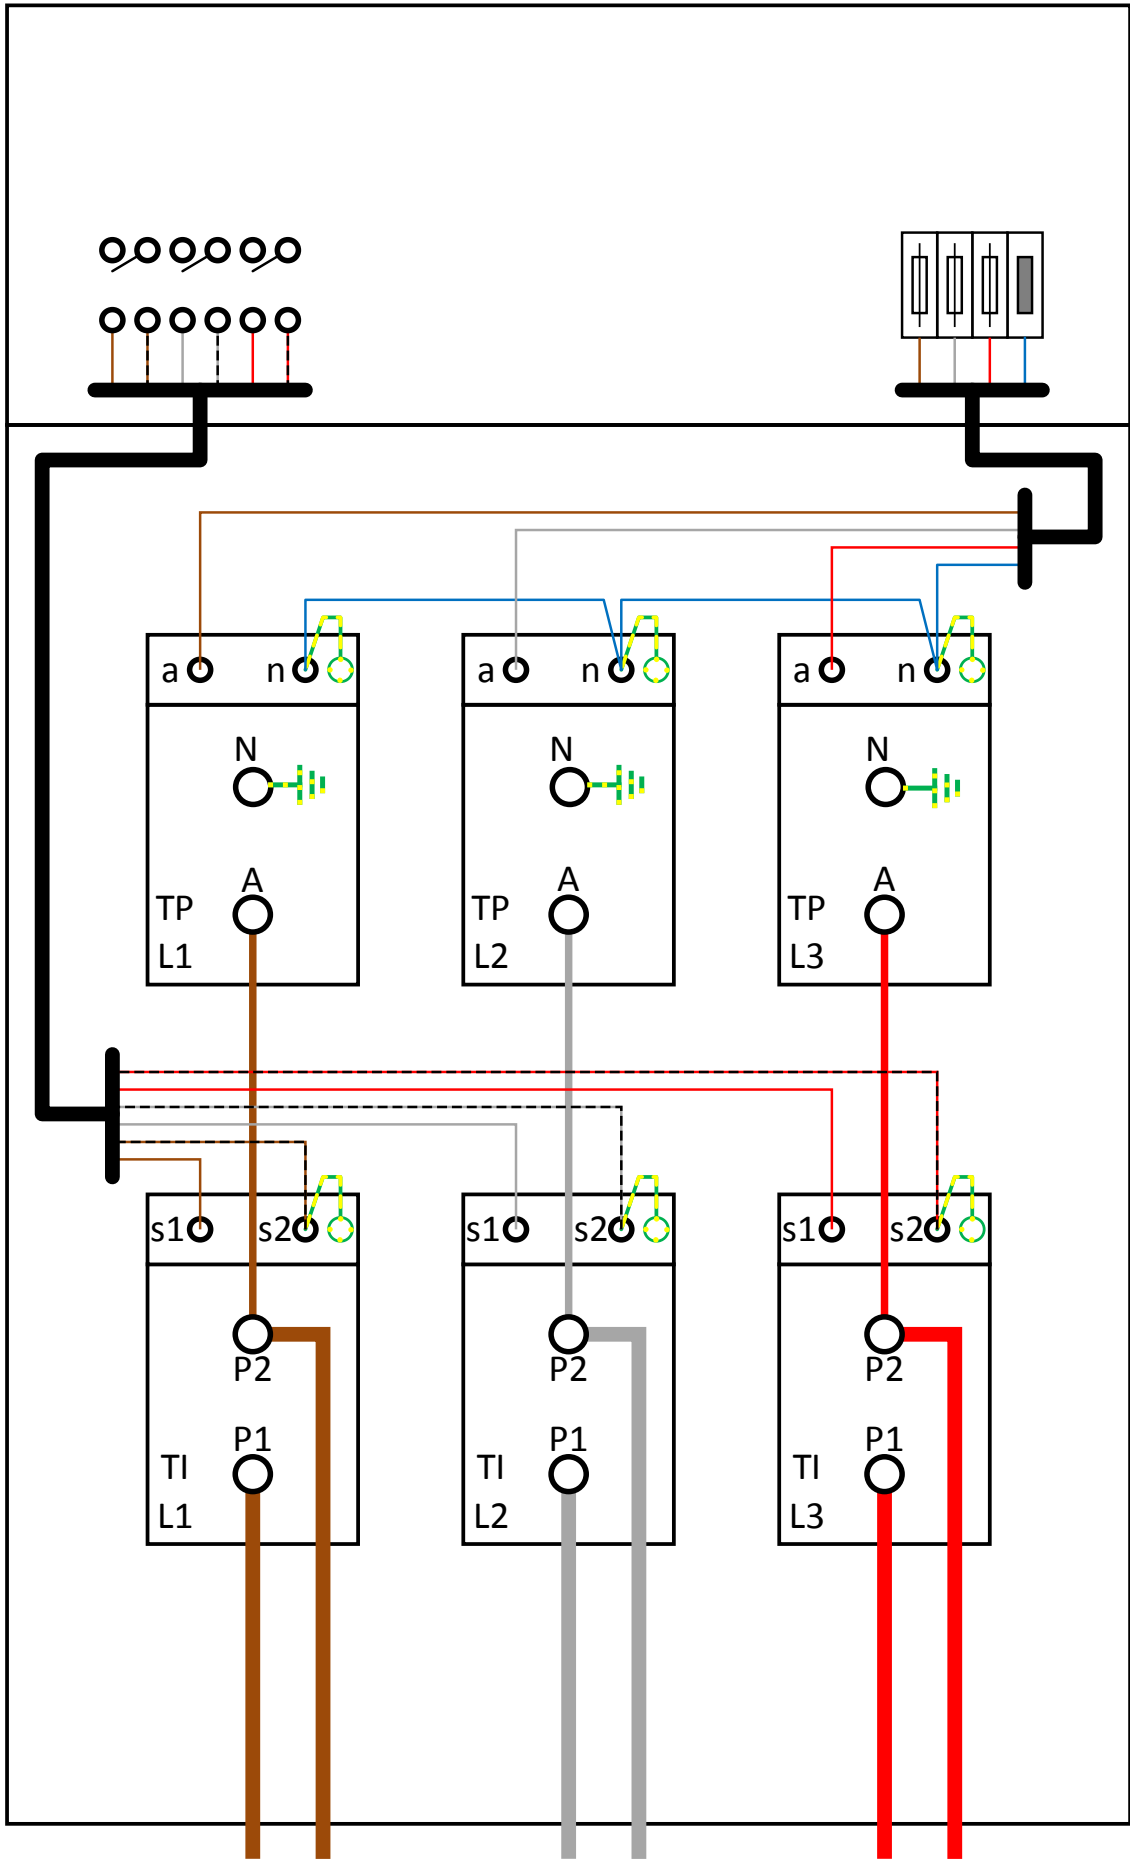 a n a n a n
N N N
A A A
TP TP TP
L1 L2 L3
s1 s2 s1 s2 s1 s2
P2 P2 P2
P1 P1 P1
TI TI TI
L1 L2 L3